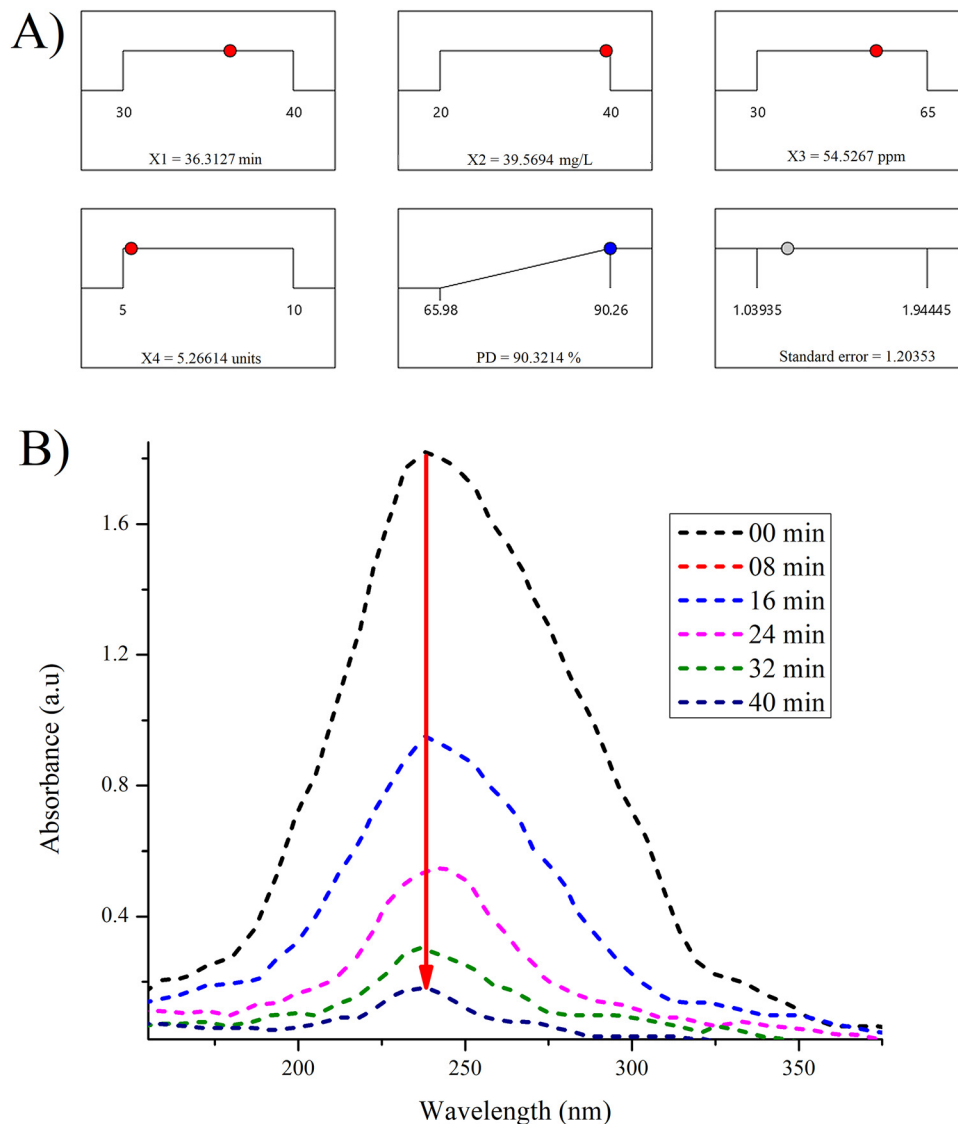 A)
30 40
X1 = 36.3127 min
20 40
X2 = 39.5694 mg/L
30 65
X3 = 54.5267 ppm
5 10
X4 = 5.26614 units
65.98 90.26
PD = 90.3214 %
1.03935 1.94445
Standard error = 1.20353
B)
1.6
1.2
0.8
0.4
Absorbance (a.u)
00 min
08 min
16 min
24 min
32 min
40 min
200 250 300 350
Wavelength (nm)